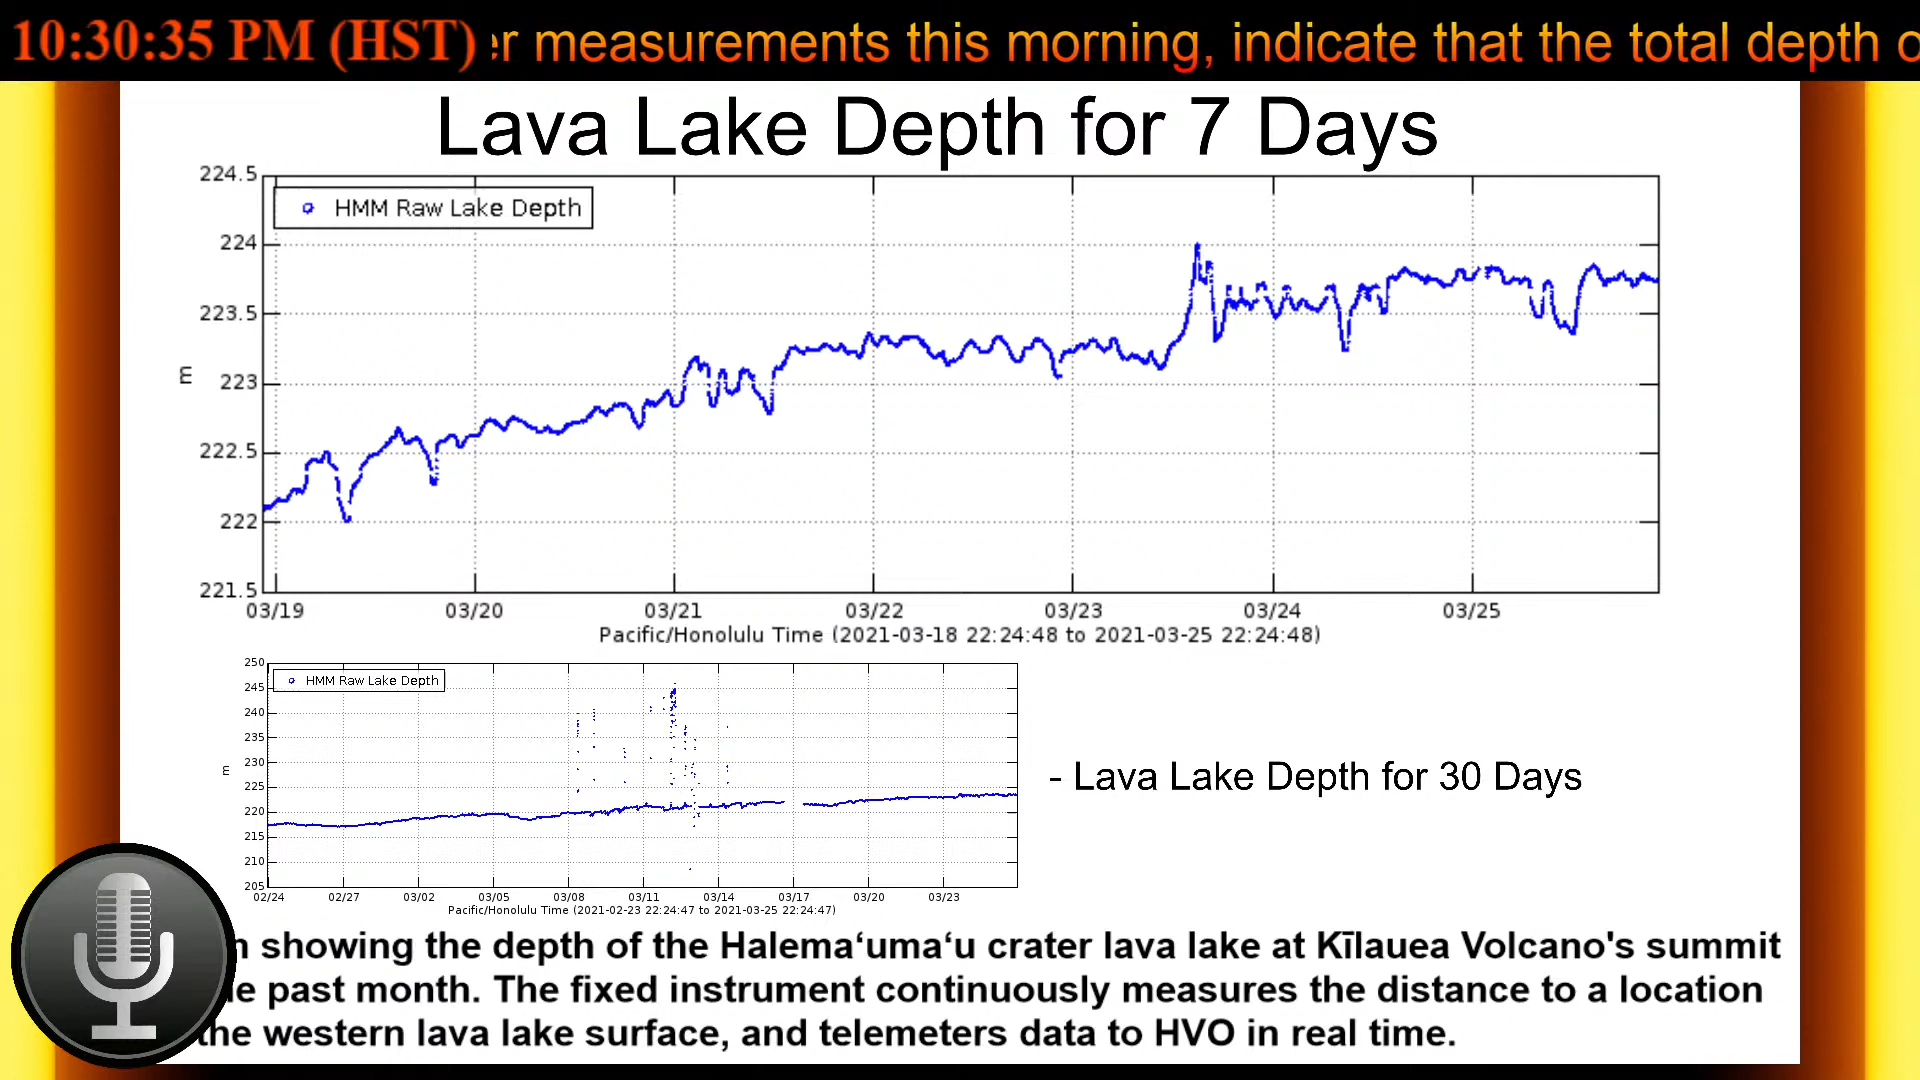 10:30:35 PM (HST) measurements this morning, indicate that the total depth
Lava Lake Depth for 7 Days
224.5
HMM Raw Lake Depth
224
223.5
m
223
222.5
222
221.5
03/19 03/20 03/21 03/22 03/23 03/24 03/25
Pacific/Honolulu Time (2021-03-18 22:24:48 to 2021-03-25 22:24:48)
250
HMM Raw Lake Depth
245
240
235
230
m
225
220
215
210
205
- Lava Lake Depth for 30 Days
02/24 02/27 03/02 03/05 03/08 03/11 03/14 03/17 03/20 03/23
Pacific/Honolulu Time (2021-02-23 22:24:47 to 2021-03-25 22:24:47)
showing the depth of the Halemaʻumaʻu crater lava lake at Kīlauea Volcano's summit
past month. The fixed instrument continuously measures the distance to a location
the western lava lake surface, and telemeters data to HVO in real time.